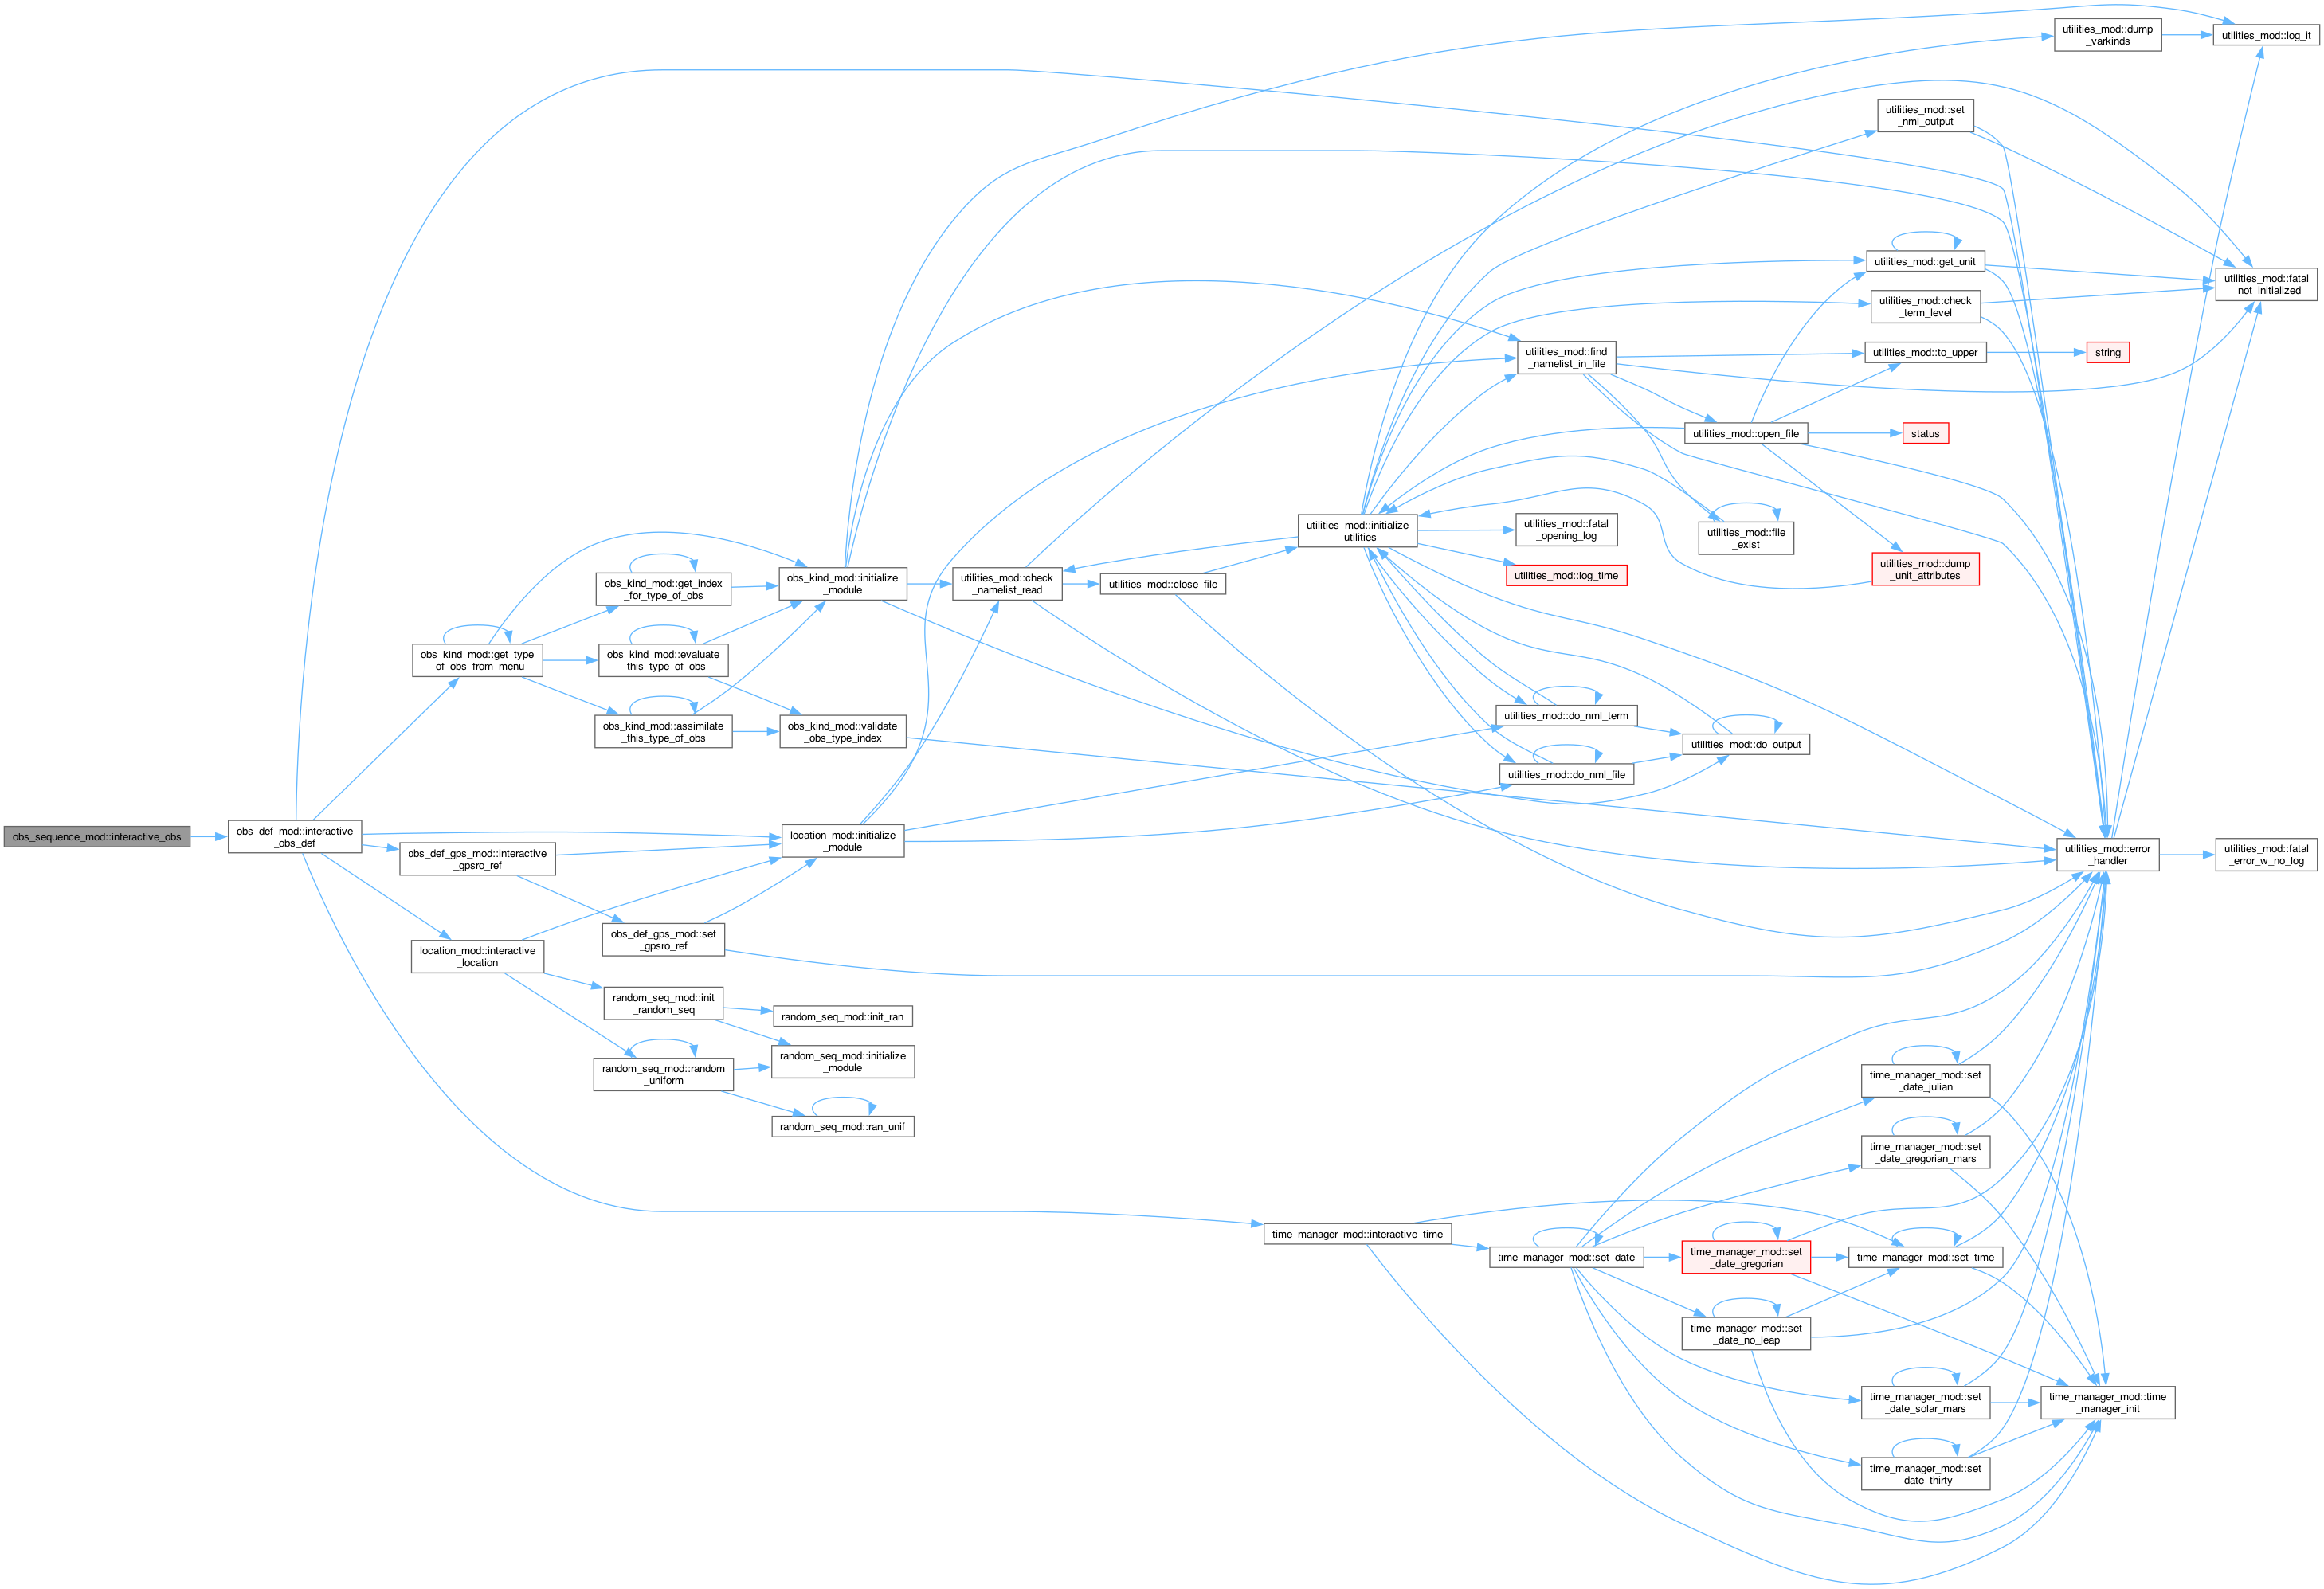 obs_sequence_mod::interactive_obs
obs_def_mod::interactive
_obs_def
obs_kind_mod::get_type
_of_obs_from_menu
obs_def_gps_mod::interactive
_gpsro_ref
location_mod::interactive
_location
obs_kind_mod::get_index
_for_type_of_obs
obs_kind_mod::evaluate
_this_type_of_obs
obs_kind_mod::assimilate
_this_type_of_obs
obs_def_gps_mod::set
_gpsro_ref
random_seq_mod::init
_random_seq
random_seq_mod::random
_uniform
obs_kind_mod::initialize
_module
obs_kind_mod::validate
_obs_type_index
location_mod::initialize
_module
random_seq_mod::init_ran
random_seq_mod::initialize
_module
random_seq_mod::ran_unif
utilities_mod::check
_namelist_read
utilities_mod::close_file
utilities_mod::initialize
_utilities
time_manager_mod::interactive_time
utilities_mod::find
_namelist_in_file
utilities_mod::fatal
_opening_log
utilities_mod::log_time
utilities_mod::do_nml_term
utilities_mod::do_nml_file
time_manager_mod::set_date
utilities_mod::open_file
utilities_mod::file
_exist
utilities_mod::do_output
time_manager_mod::set
_date_gregorian
time_manager_mod::set
_date_no_leap
utilities_mod::set
_nml_output
utilities_mod::get_unit
utilities_mod::check
_term_level
utilities_mod::to_upper
status
utilities_mod::dump
_unit_attributes
time_manager_mod::set
_date_julian
time_manager_mod::set
_date_gregorian_mars
time_manager_mod::set_time
time_manager_mod::set
_date_solar_mars
time_manager_mod::set
_date_thirty
utilities_mod::dump
_varkinds
string
utilities_mod::error
_handler
time_manager_mod::time
_manager_init
utilities_mod::log_it
utilities_mod::fatal
_not_initialized
utilities_mod::fatal
_error_w_no_log